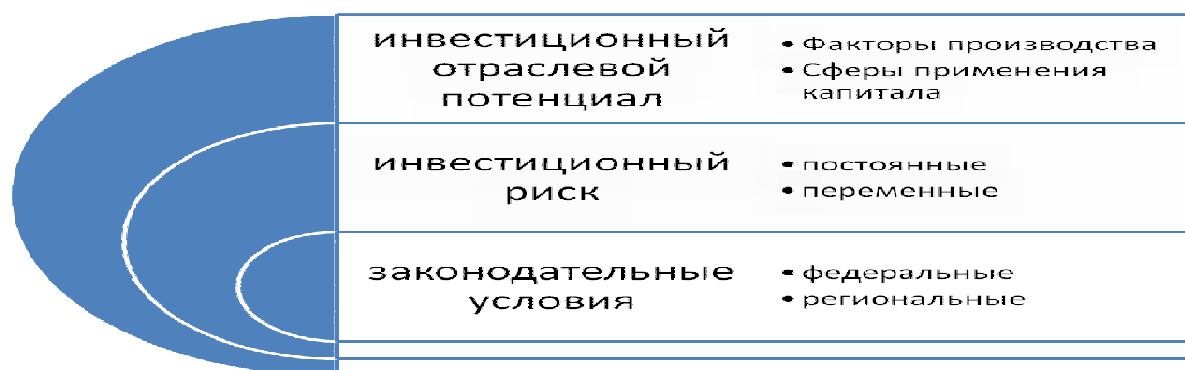 инвестиционный
отраслевой
потенциал
• Факторы производства
• Сферы применения
капитала
инвестиционный
риск
• постоянные
• переменные
законодательные
условия
• федеральные
• региональные